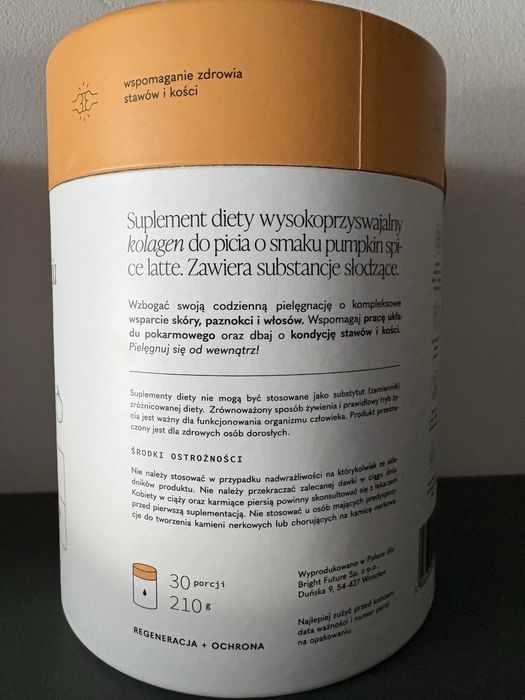 wspomaganie zdrowia
stawów i kości
Suplement diety wysokoprzyswajalny
kolagen do picia o smaku pumpkin spi-
ce latte. Zawiera substancje słodzące.
Wzbogać swoją codzienną pielęgnację o kompleksowe
wsparcie skóry, paznokci i włosów. Wspomagaj pracę ukła-
du pokarmowego oraz dbaj o kondycję stawów i kości.
Pielęgnuj się od wewnątrz!
Suplementy diety nie mogą być stosowane jako substytut (zamiennik)
zróżnicowanej diety. Zrównoważony sposób żywienia i prawidłowy tryb ży-
cia jest ważny dla funkcjonowania organizmu człowieka. Produkt przezna-
czony jest dla zdrowych osób dorosłych.
ŚRODKI OSTROŻNOŚCI
Nie należy stosować w przypadku nadwrażliwości na którykolwiek ze skła-
dników produktu. Nie należy przekraczać zalecanej dawki w ciągu dnia.
Kobiety w ciąży oraz karmiące piersią powinny skonsultować się z lekarzem
przed pierwszą suplementacją. Nie stosować u osób mających predyspozy-
cje do tworzenia kamieni nerkowych lub chorujących na kamicę nerkową.
30 porcji
210 g
REGENERACJA + OCHRONA
Wyprodukowano w Polsce dla:
Bright Future Sp. z o.o.,
Duńska 9, 54-427 Wrocław
Najlepiej zużyć przed końcem:
data ważności i numer partii
na opakowaniu.